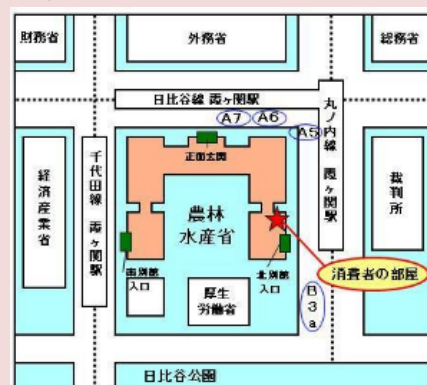 財務省
外務省
総務省
日比谷線 霞ヶ関駅
A7
A6
A5
丸ノ内線 霞ヶ関駅
正面玄関
経済産業省
千代田線 霞ヶ関駅
農林
水産省
裁判所
南別館
入口
北別館
入口
消費者の部屋
厚生
労働省
B3a
日比谷公園